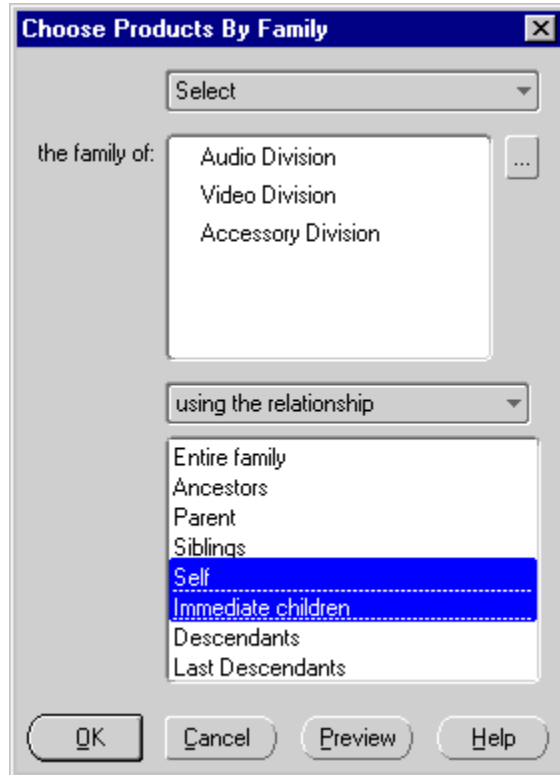 Choose Products By Family
Select
the family of:
Audio Division
...
Video Division
Accessory Division
using the relationship
Entire family
Ancestors
Parent
Siblings
Self
Immediate children
Descendants
Last Descendants
OK Cancel Preview Help